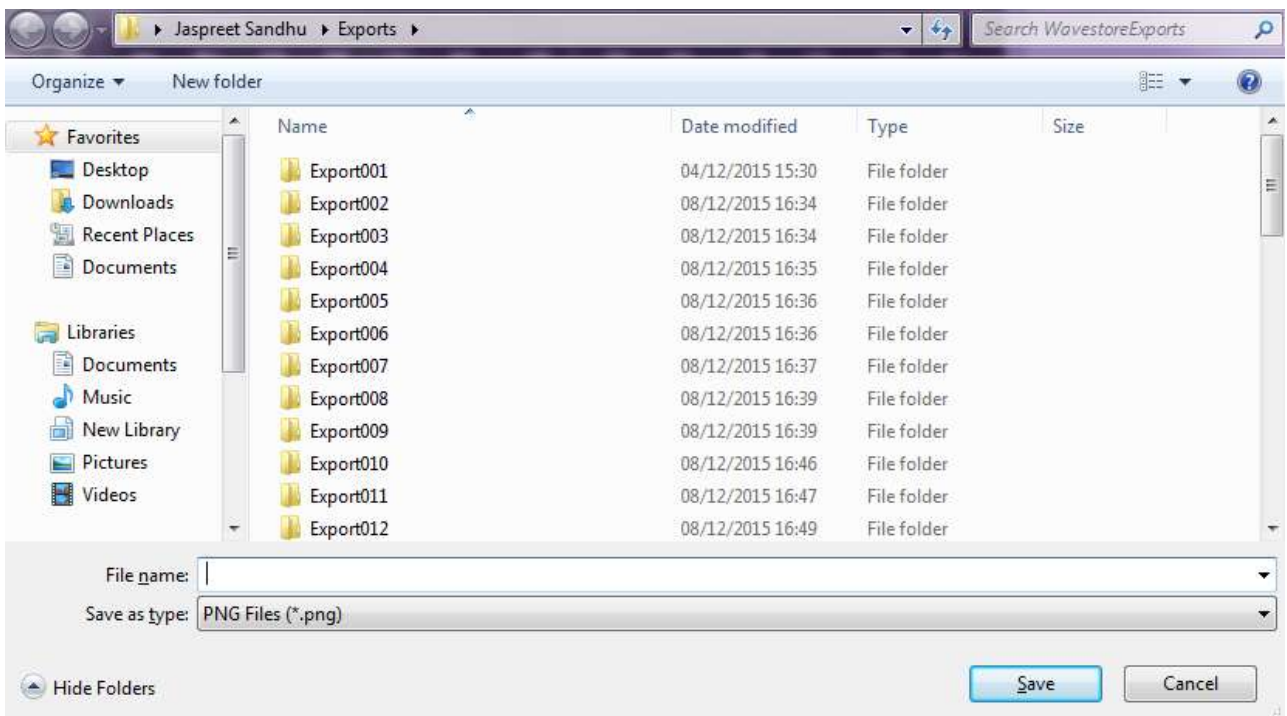 Jaspreet Sandhu Exports
Search WavestoreExports
Organize New folder
Name Date modified Type Size
Favorites
Desktop
Downloads
Recent Places
Documents
Libraries
Documents
Music
New Library
Pictures
Videos
Export001 04/12/2015 15:30 File folder
Export002 08/12/2015 16:34 File folder
Export003 08/12/2015 16:34 File folder
Export004 08/12/2015 16:35 File folder
Export005 08/12/2015 16:36 File folder
Export006 08/12/2015 16:36 File folder
Export007 08/12/2015 16:37 File folder
Export008 08/12/2015 16:39 File folder
Export009 08/12/2015 16:39 File folder
Export010 08/12/2015 16:46 File folder
Export011 08/12/2015 16:47 File folder
Export012 08/12/2015 16:49 File folder
File name:
Save as type: PNG Files (*.png)
Hide Folders Save Cancel